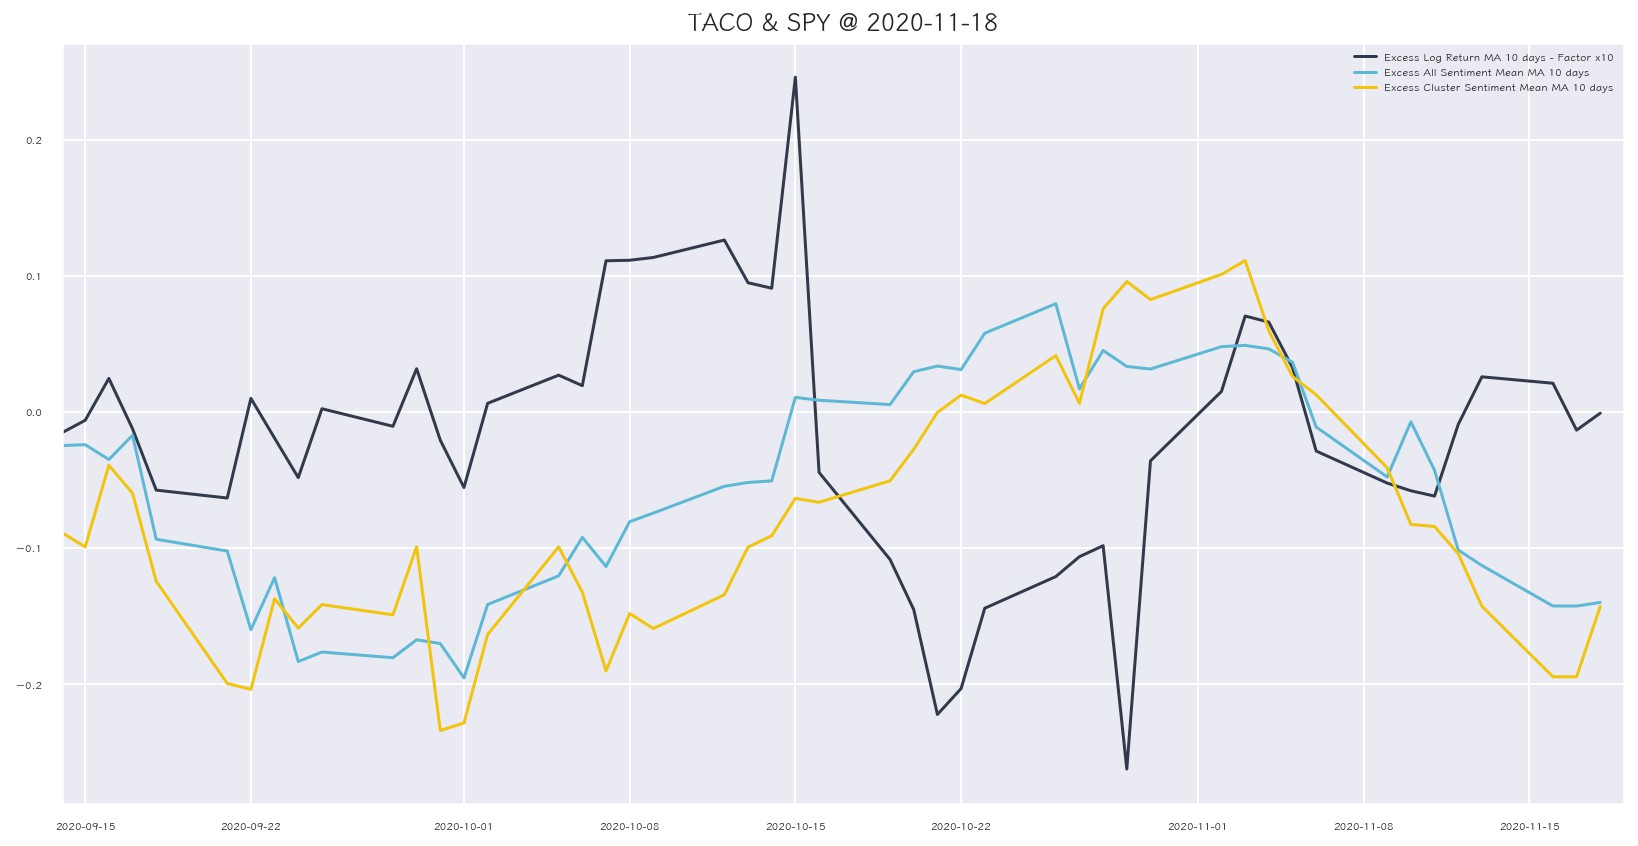 TACO & SPY @ 2020-11-18
Excess Log Return MA 10 days - Factor x10
Excess All Sentiment Mean MA 10 days
Excess Cluster Sentiment Mean MA 10 days
0.2
0.1
0.0
−0.1
−0.2
2020-09-15 2020-09-22 2020-10-01 2020-10-08 2020-10-15 2020-10-22 2020-11-01 2020-11-08 2020-11-15